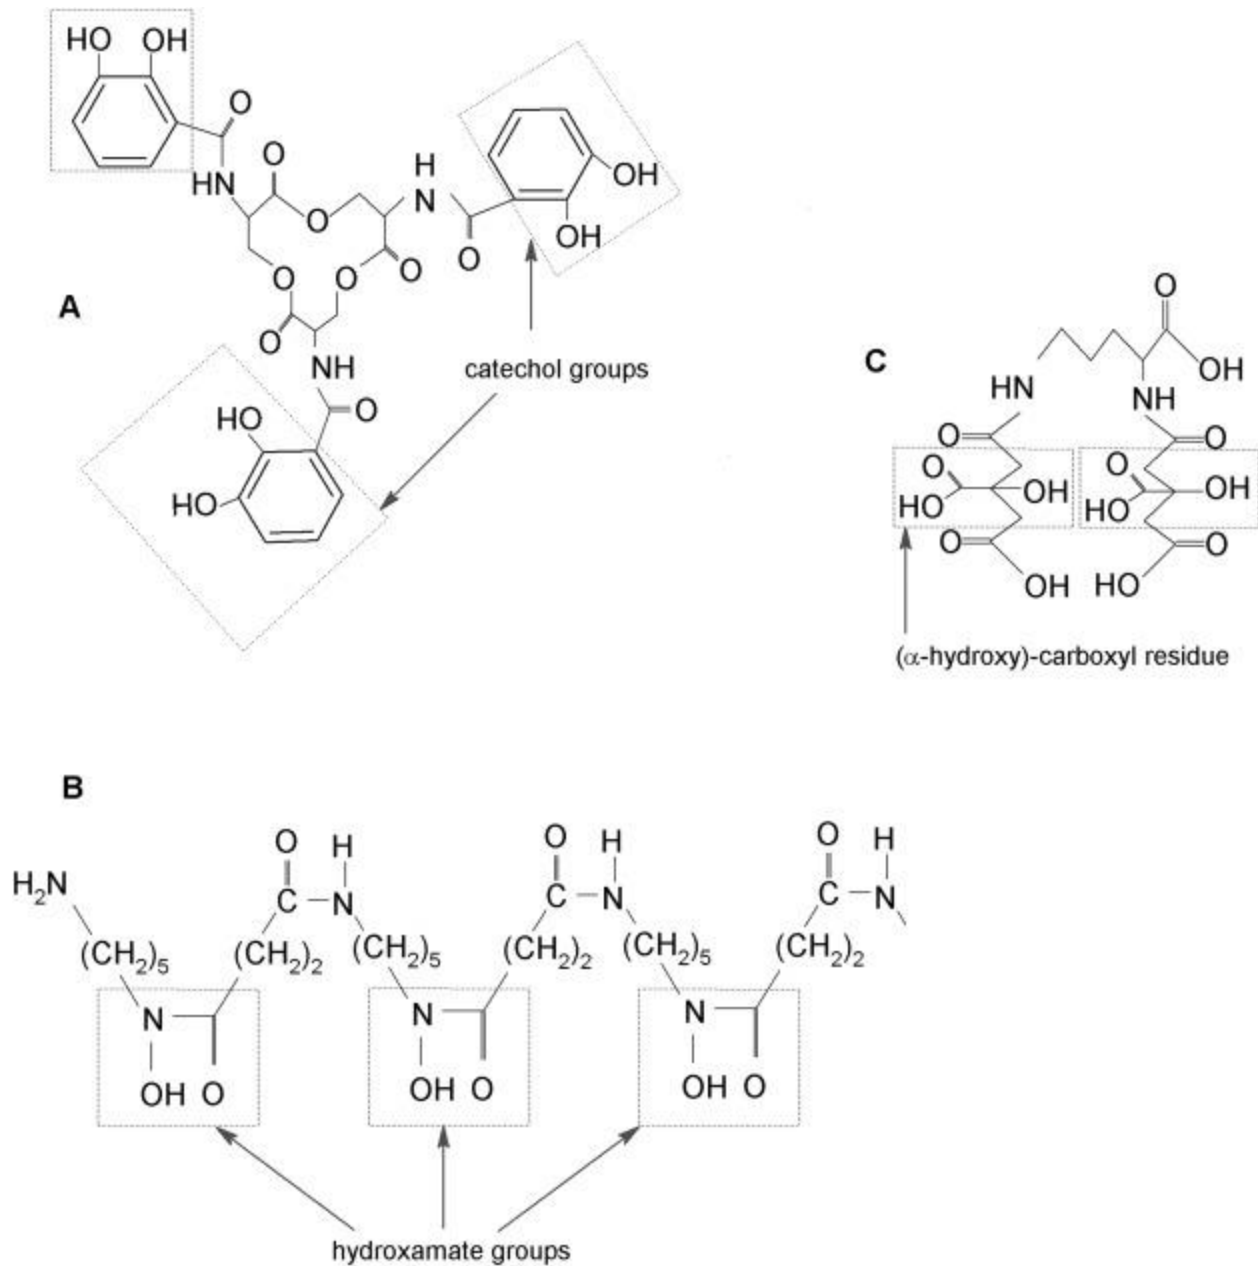 HO OH
O
HN
O
O
H
N
O
OH
OH
O
O
O
O
A
NH
O
catechol groups
HO
HO
O
C
OH
HN
NH
O
O
O
HO
OH
O
HO
OH
O
O
OH
HO
(α-hydroxy)-carboxyl residue
B
O H O H O H
H₂N C N C N C N
(CH₂)₅ (CH₂)₂ (CH₂)₅ (CH₂)₂ (CH₂)₅ (CH₂)₂
N N N
OH O OH O OH O
hydroxamate groups